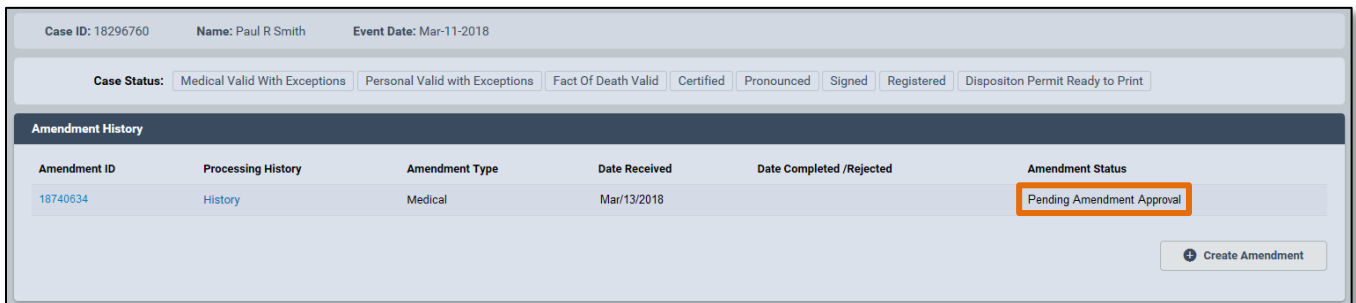 Case ID: 18296760 Name: Paul R Smith Event Date: Mar-11-2018
Case Status: Medical Valid With Exceptions Personal Valid with Exceptions Fact Of Death Valid Certified Pronounced Signed Registered Dispositon Permit Ready to Print
Amendment History
Amendment ID Processing History Amendment Type Date Received Date Completed /Rejected Amendment Status
18740634 History Medical Mar/13/2018 Pending Amendment Approval
Create Amendment